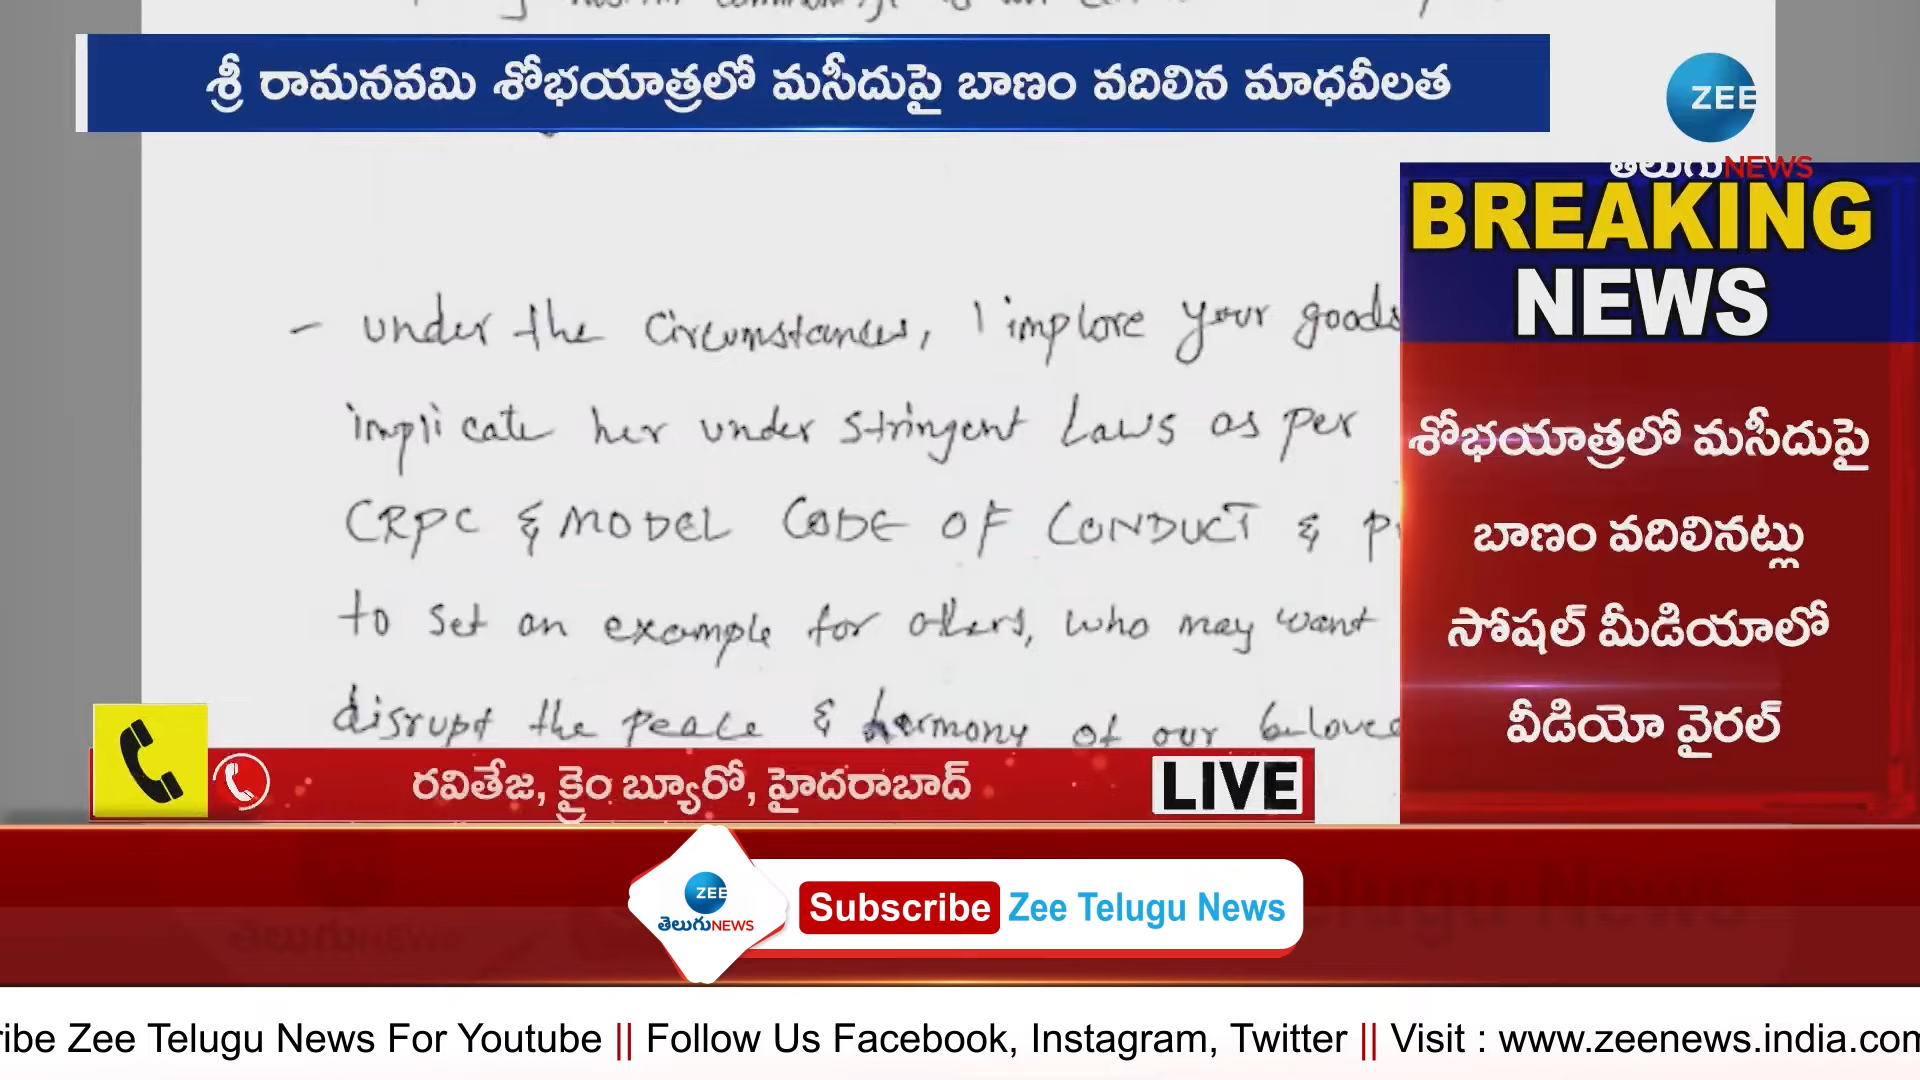 శ్రీ రామనవమి శోభయాత్రలో మసీదుపై బాణం వదిలిన మాధవీలత
ZEE
తెలుగు NEWS
BREAKING
NEWS
శోభయాత్రలో మసీదుపై
బాణం వదిలినట్లు
సోషల్ మీడియాలో
వీడియో వైరల్
- under the circumstances, I implore your goods
implicate her under stringent Laws as per
CRPC & MODEL CODE OF CONDUCT & p
to set an example for others, who may want
disrupt the peace & harmony of our beloved
రవితేజ, క్రైం బ్యూరో, హైదరాబాద్
LIVE
ZEE
తెలుగుNEWS
Subscribe Zee Telugu News
ribe Zee Telugu News For Youtube || Follow Us Facebook, Instagram, Twitter || Visit : www.zeenews.india.com